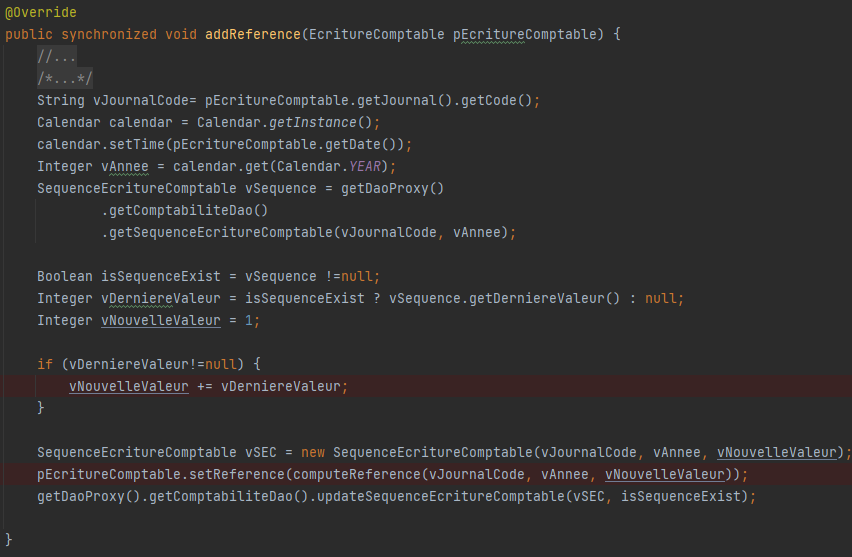 @Override
public synchronized void addReference(EcritureComptable pEcritureComptable) {
//...
/*...*/
String vJournalCode= pEcritureComptable.getJournal().getCode();
Calendar calendar = Calendar.getInstance();
calendar.setTime(pEcritureComptable.getDate());
Integer vAnnee = calendar.get(Calendar.YEAR);
SequenceEcritureComptable vSequence = getDaoProxy()
.getComptabiliteDao()
.getSequenceEcritureComptable(vJournalCode, vAnnee);
Boolean isSequenceExist = vSequence !=null;
Integer vDerniereValeur = isSequenceExist ? vSequence.getDerniereValeur() : null;
Integer vNouvelleValeur = 1;
if (vDerniereValeur!=null) {
vNouvelleValeur += vDerniereValeur;
}
SequenceEcritureComptable vSEC = new SequenceEcritureComptable(vJournalCode, vAnnee, vNouvelleValeur);
pEcritureComptable.setReference(computeReference(vJournalCode, vAnnee, vNouvelleValeur));
getDaoProxy().getComptabiliteDao().updateSequenceEcritureComptable(vSEC, isSequenceExist);
}